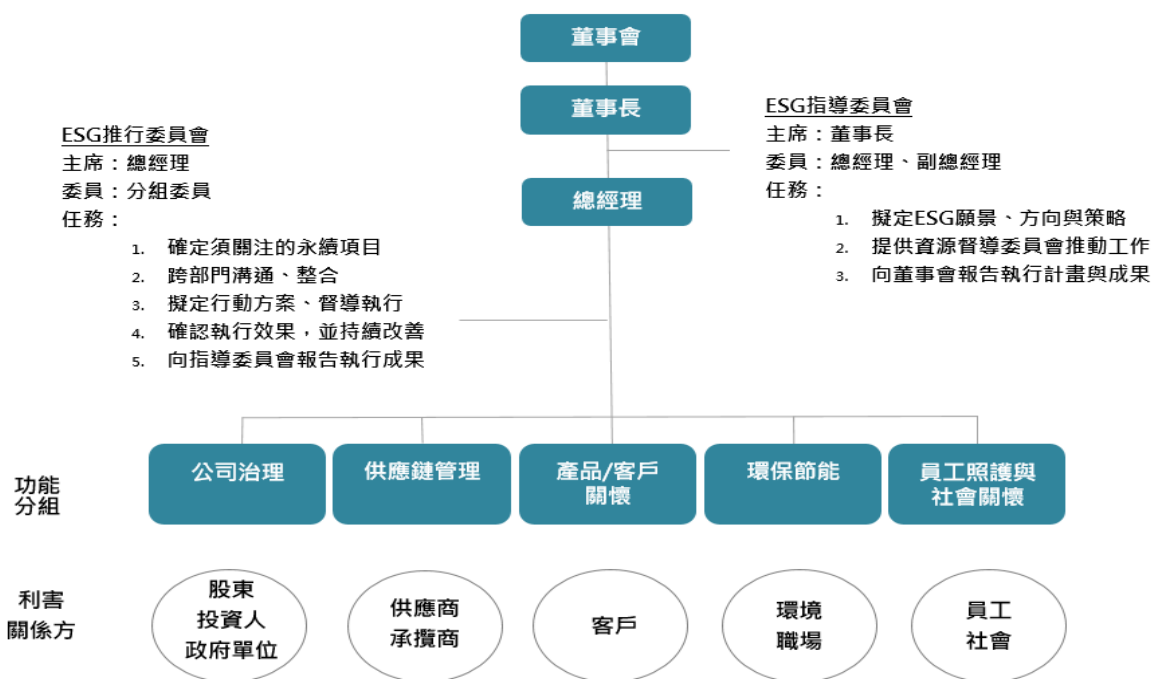 董事會
董事長
ESG指導委員會
主席：董事長
委員：總經理、副總經理
任務：
1. 擬定ESG願景、方向與策略
2. 提供資源督導委員會推動工作
3. 向董事會報告執行計畫與成果
ESG推行委員會
主席：總經理
委員：分組委員
任務：
1. 確定須關注的永續項目
2. 跨部門溝通、整合
3. 擬定行動方案、督導執行
4. 確認執行效果，並持續改善
5. 向指導委員會報告執行成果
總經理
功能
分組
公司治理
供應鏈管理
產品/客戶
關懷
環保節能
員工照護與
社會關懷
利害
關係方
股東
投資人
政府單位
供應商
承攬商
客戶
環境
職場
員工
社會